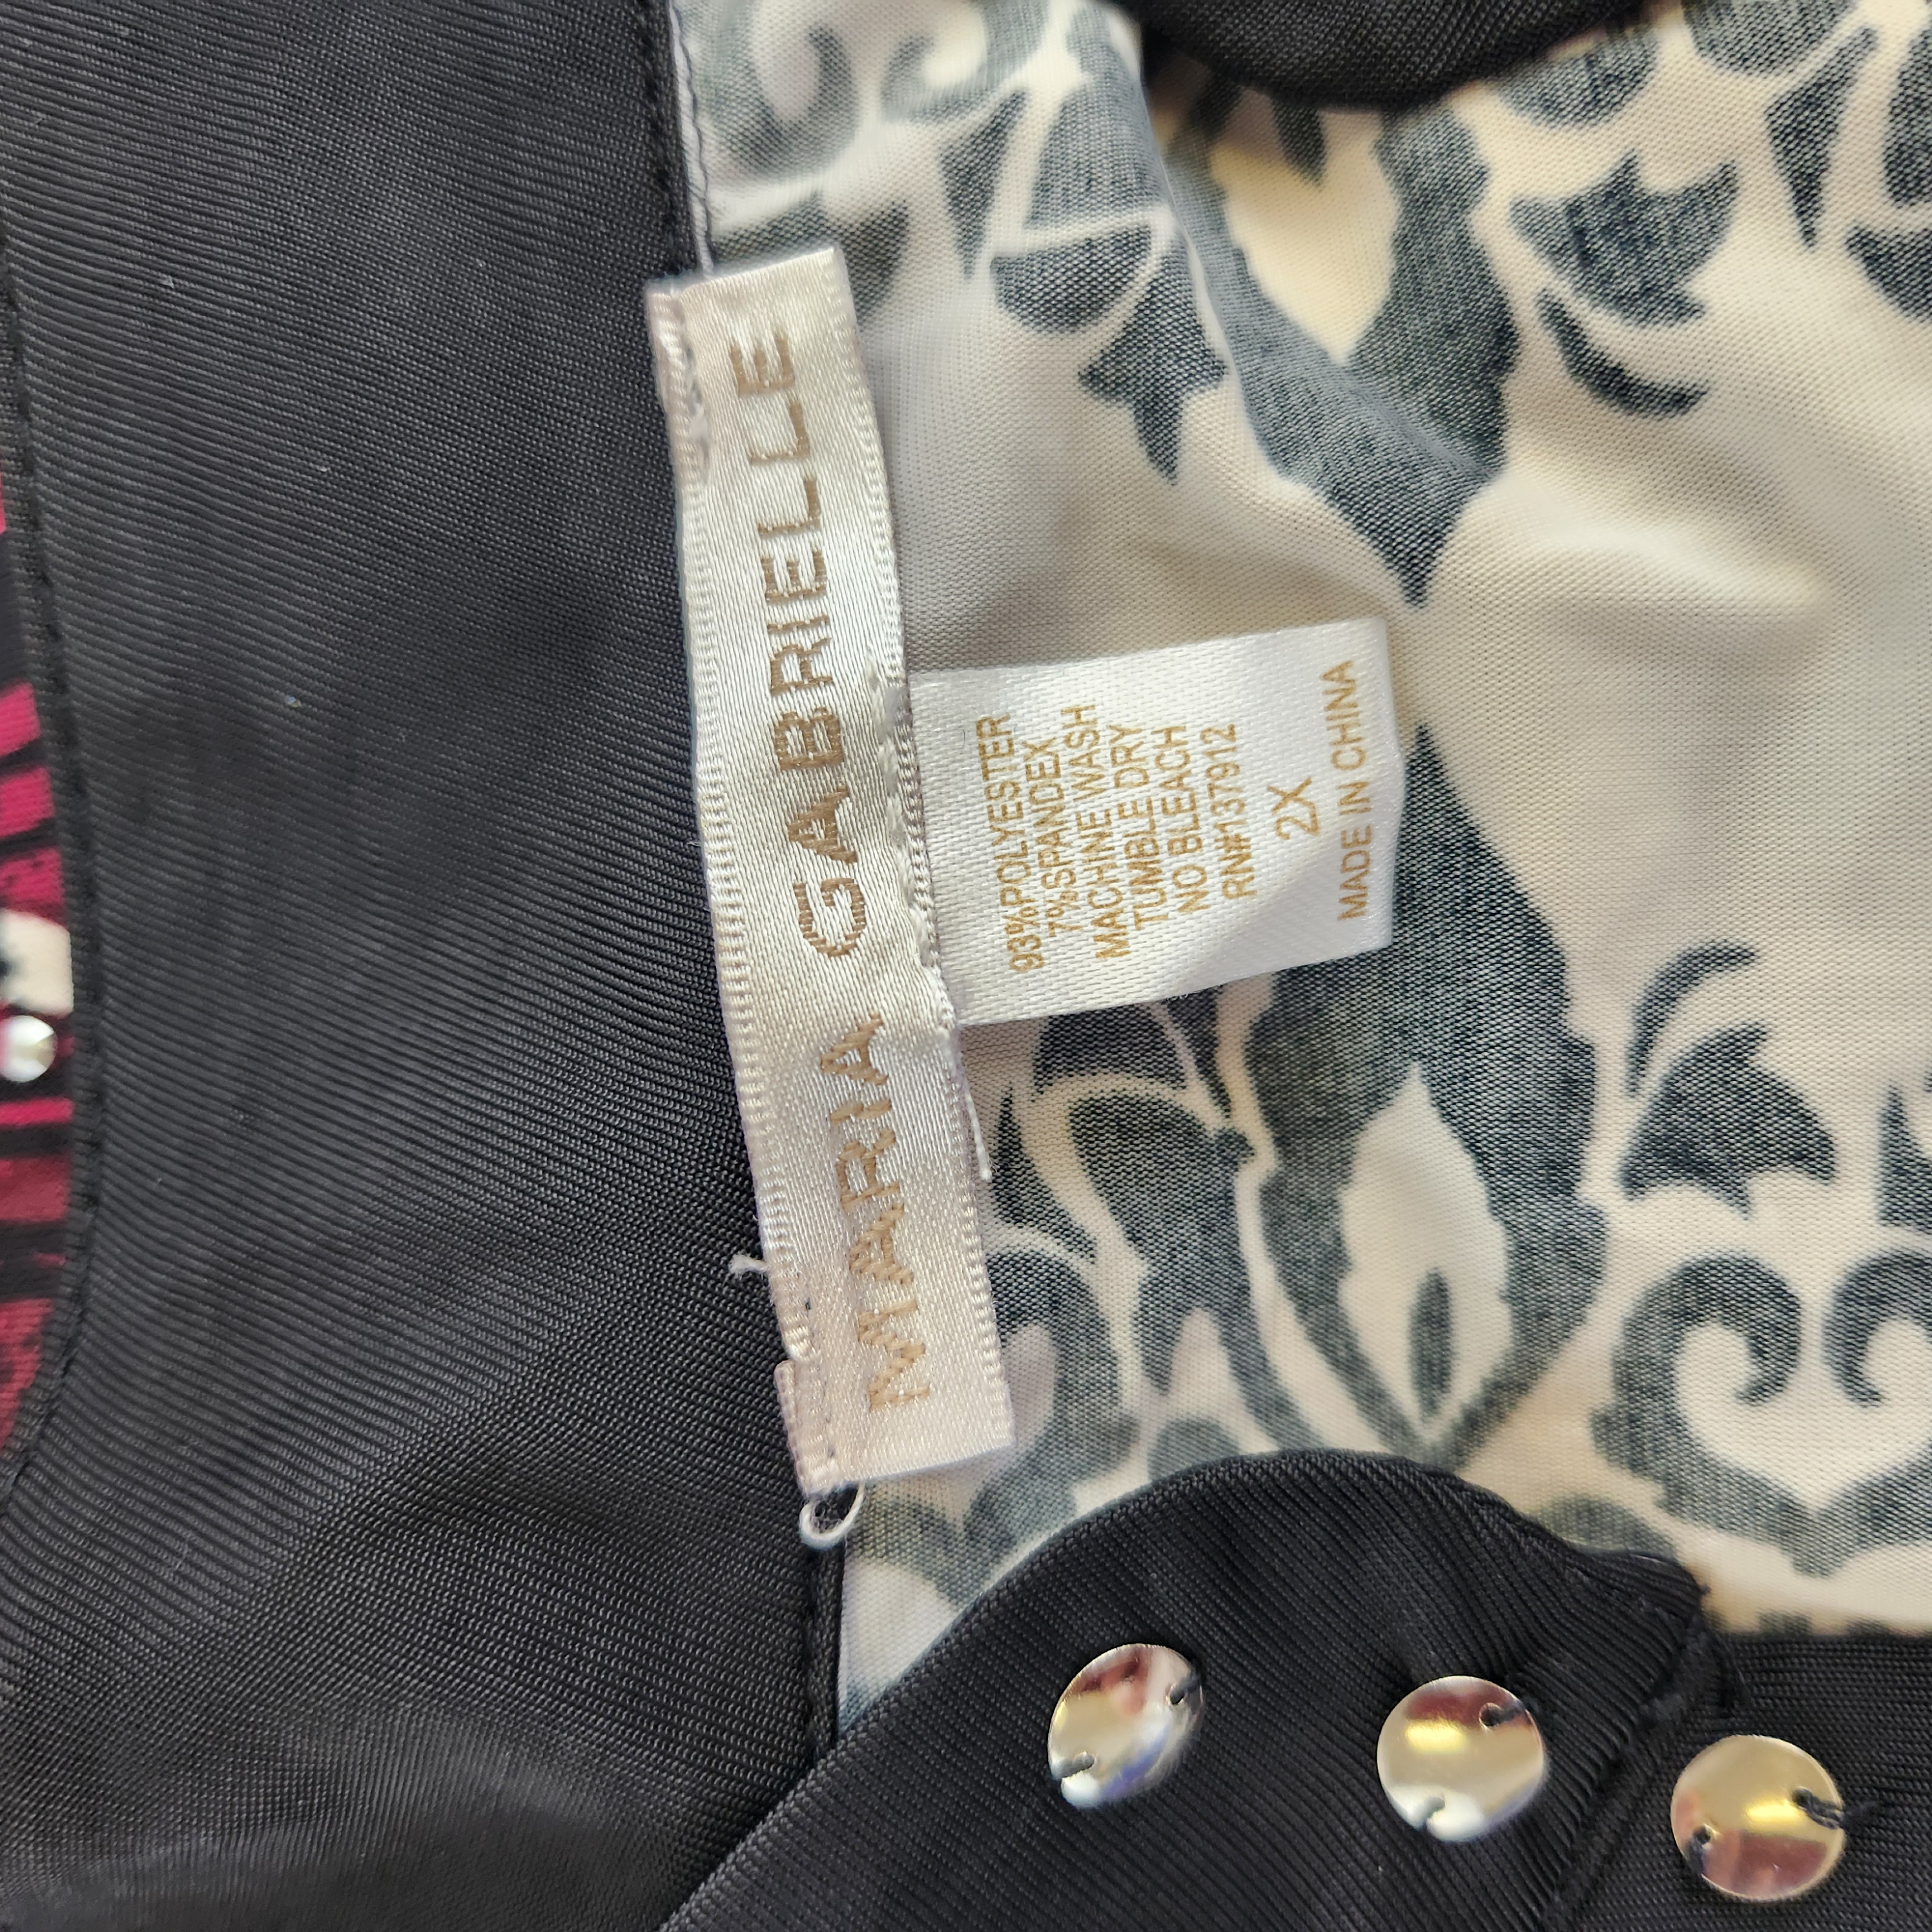 MARIA GABRIELLE
93%POLYESTER
7%SPANDEX
MACHINE WASH
TUMBLE DRY
NO BLEACH
RN#137912
2X
MADE IN CHINA